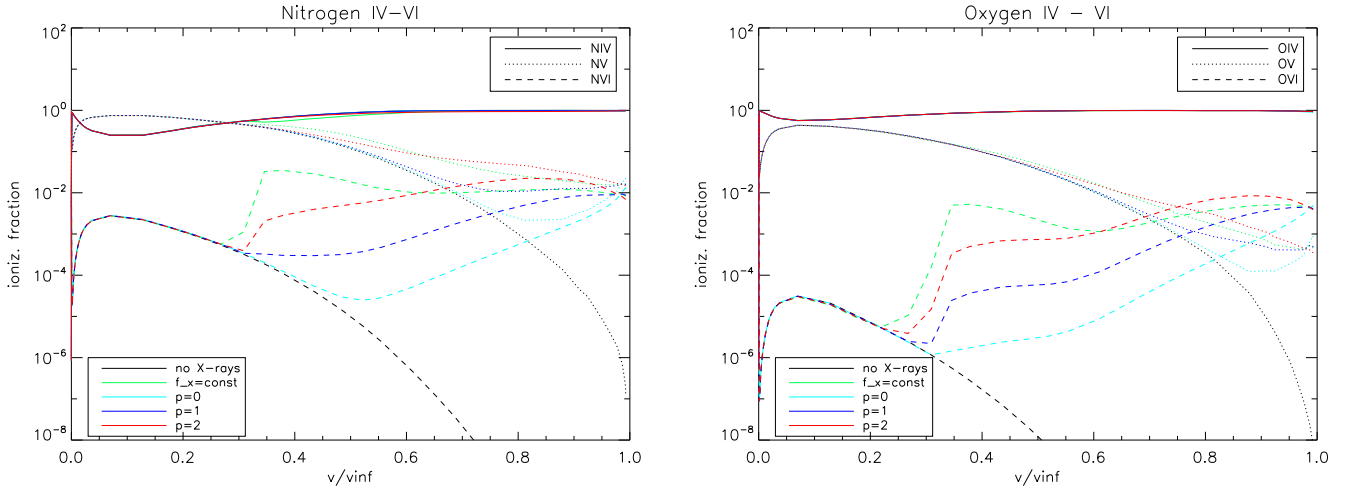 Nitrogen IV−VI
10^2
10^0
10^-2
10^-4
10^-6
10^-8
ioniz. fraction
NIV
NV
NVI
no X−rays
f_x=const
p=0
p=1
p=2
0.0 0.2 0.4 0.6 0.8 1.0
v/vinf
Oxygen IV − VI
10^2
10^0
10^-2
10^-4
10^-6
10^-8
ioniz. fraction
OIV
OV
OVI
no X−rays
f_x=const
p=0
p=1
p=2
0.0 0.2 0.4 0.6 0.8 1.0
v/vinf